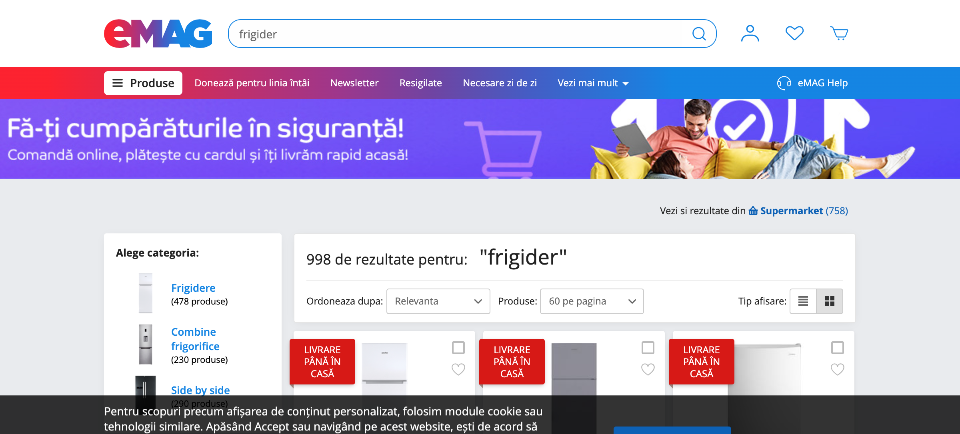 eMAG
frigider
Produse
Donează pentru linia întâi
Newsletter
Resigilate
Necesare zi de zi
Vezi mai mult
eMAG Help
Fă-ți cumpărăturile în siguranță!
Comandă online, plătește cu cardul și îți livrăm rapid acasă!
Vezi si rezultate din Supermarket (758)
Alege categoria:
Frigidere
(478 produse)
Combine
frigorifice
(230 produse)
Side by side
(290 produse)
998 de rezultate pentru: "frigider"
Ordoneaza dupa: Relevanta
Produse: 60 pe pagina
Tip afisare:
LIVRARE
PÂNĂ ÎN
CASĂ
LIVRARE
PÂNĂ ÎN
CASĂ
LIVRARE
PÂNĂ ÎN
CASĂ
Pentru scopuri precum afișarea de conținut personalizat, folosim module cookie sau
tehnologii similare. Apăsând Accept sau navigând pe acest website, ești de acord să